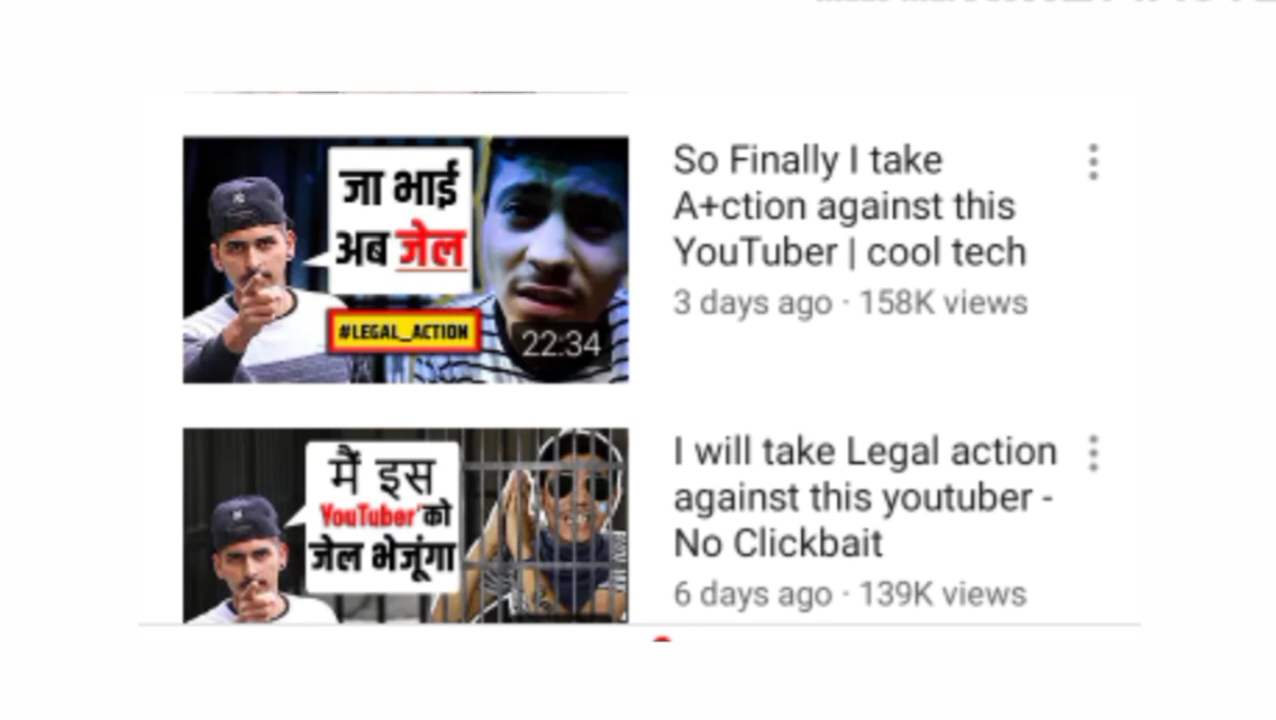 जा भाई
अब जेल
#LEGAL_ACTION
22:34
So Finally I take
A+ction against this
YouTuber | cool tech
3 days ago · 158K views
मैं इस
YouTuber को
जेल भेजूंगा
I will take Legal action
against this youtuber -
No Clickbait
6 days ago · 139K views